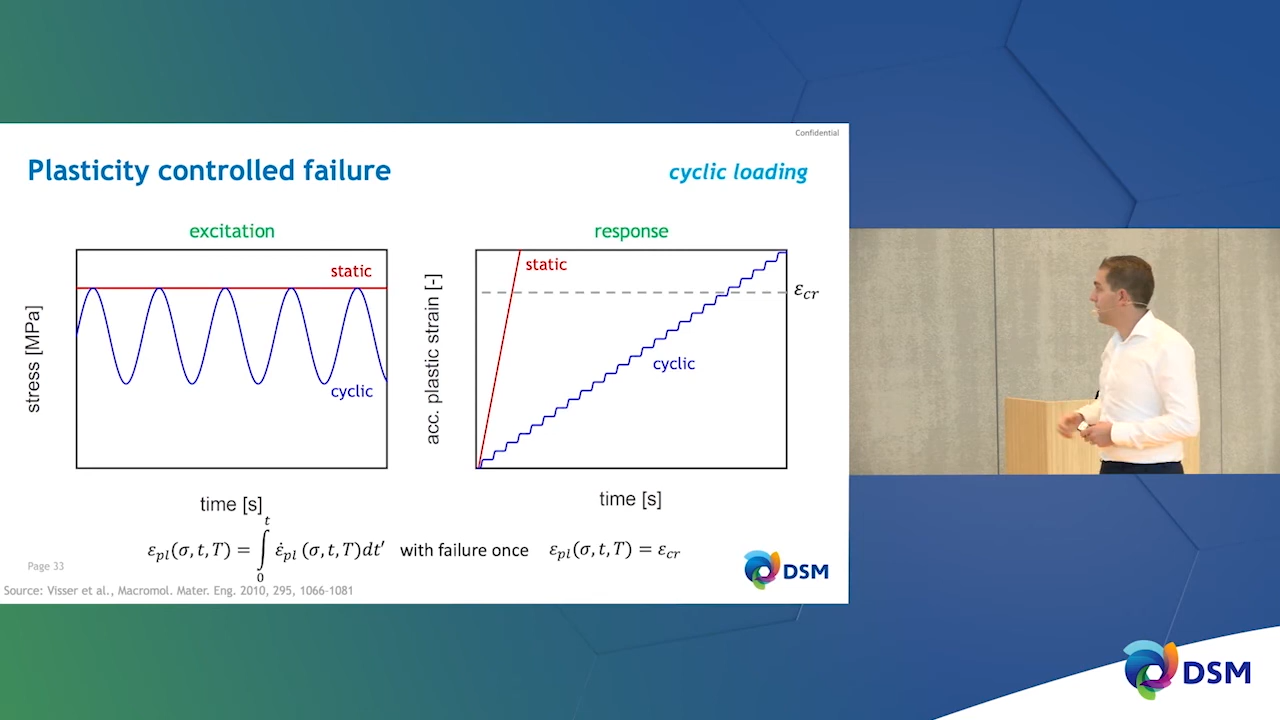 Confidential
Plasticity controlled failure
cyclic loading
excitation
response
static
static
stress [MPa]
acc. plastic strain [-]
ε_cr
cyclic
cyclic
time [s]
time [s]
ε_pl(σ,t,T) = ∫_0^t ε̇_pl (σ,t,T)dt′ with failure once ε_pl(σ,t,T) = ε_cr
Page 33
DSM
Source: Visser et al., Macromol. Mater. Eng. 2010, 295, 1066-1081
DSM